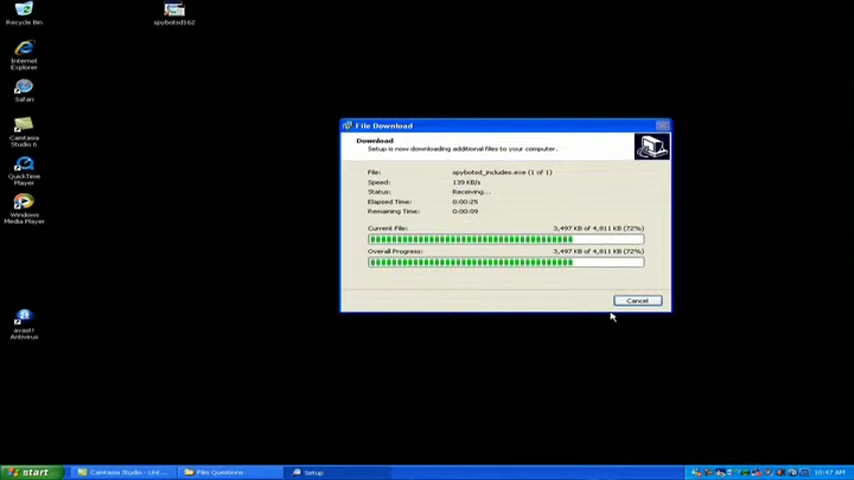 Recycle Bin
spybotsd162
Internet
Explorer
Safari
Camtasia
Studio 6
QuickTime
Player
Windows
Media Player
avast!
Antivirus
File Download
Download
Setup is now downloading additional files to your computer.
File: spybotsd_includes.exe (1 of 1)
Speed: 139 KB/s
Status: Receiving...
Elapsed Time: 0:00:25
Remaining Time: 0:00:09
Current File: 3,497 KB of 4,811 KB (72%)
Overall Progress: 3,497 KB of 4,811 KB (72%)
Cancel
start
Camtasia Studio - Unt...
Film Questions
Setup
10:47 AM